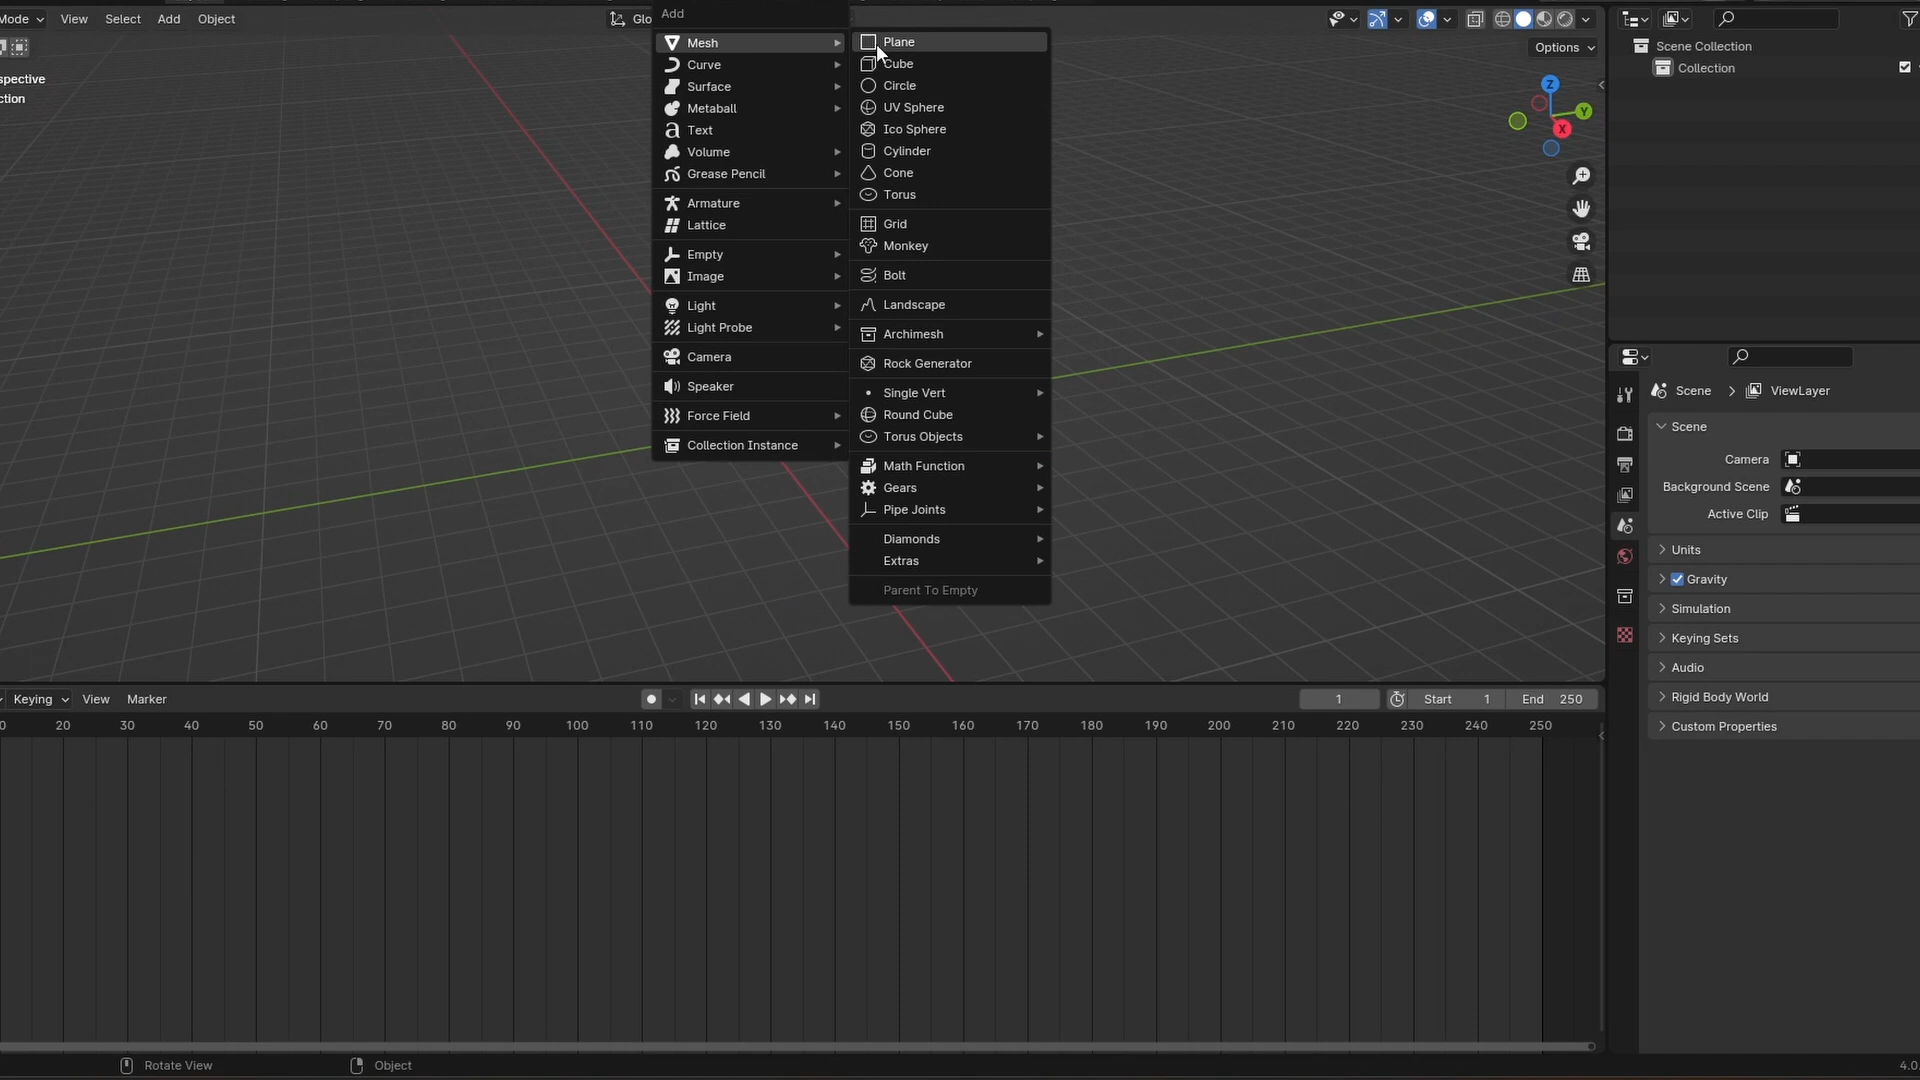 Mode
View
Select
Add
Object
Glo
Options
spective
ction
Add
Mesh
Curve
Surface
Metaball
Text
Volume
Grease Pencil
Armature
Lattice
Empty
Image
Light
Light Probe
Camera
Speaker
Force Field
Collection Instance
Plane
Cube
Circle
UV Sphere
Ico Sphere
Cylinder
Cone
Torus
Grid
Monkey
Bolt
Landscape
Archimesh
Rock Generator
Single Vert
Round Cube
Torus Objects
Math Function
Gears
Pipe Joints
Diamonds
Extras
Parent To Empty
Z
Y
X
Scene Collection
Collection
Scene
ViewLayer
Scene
Camera
Background Scene
Active Clip
Units
Gravity
Simulation
Keying Sets
Audio
Rigid Body World
Custom Properties
Keying
View
Marker
1
Start 1
End 250
0 20 30 40 50 60 70 80 90 100 110 120 130 140 150 160 170 180 190 200 210 220 230 240 250
Rotate View
Object
4.0